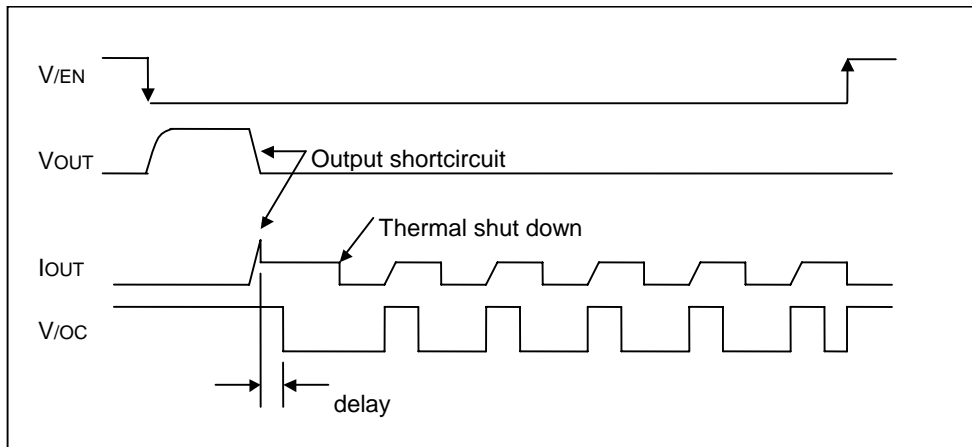 V/EN
VOUT
Output shortcircuit
Thermal shut down
IOUT
V/OC
delay